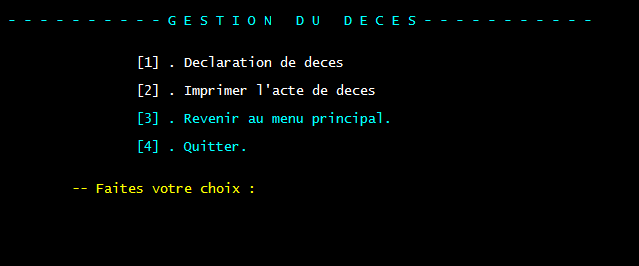 - - - - - - - - - - G E S T I O N   D U   D E C E S - - - - - - - - - - -
[1] . Declaration de deces
[2] . Imprimer l'acte de deces
[3] . Revenir au menu principal.
[4] . Quitter.
-- Faites votre choix :